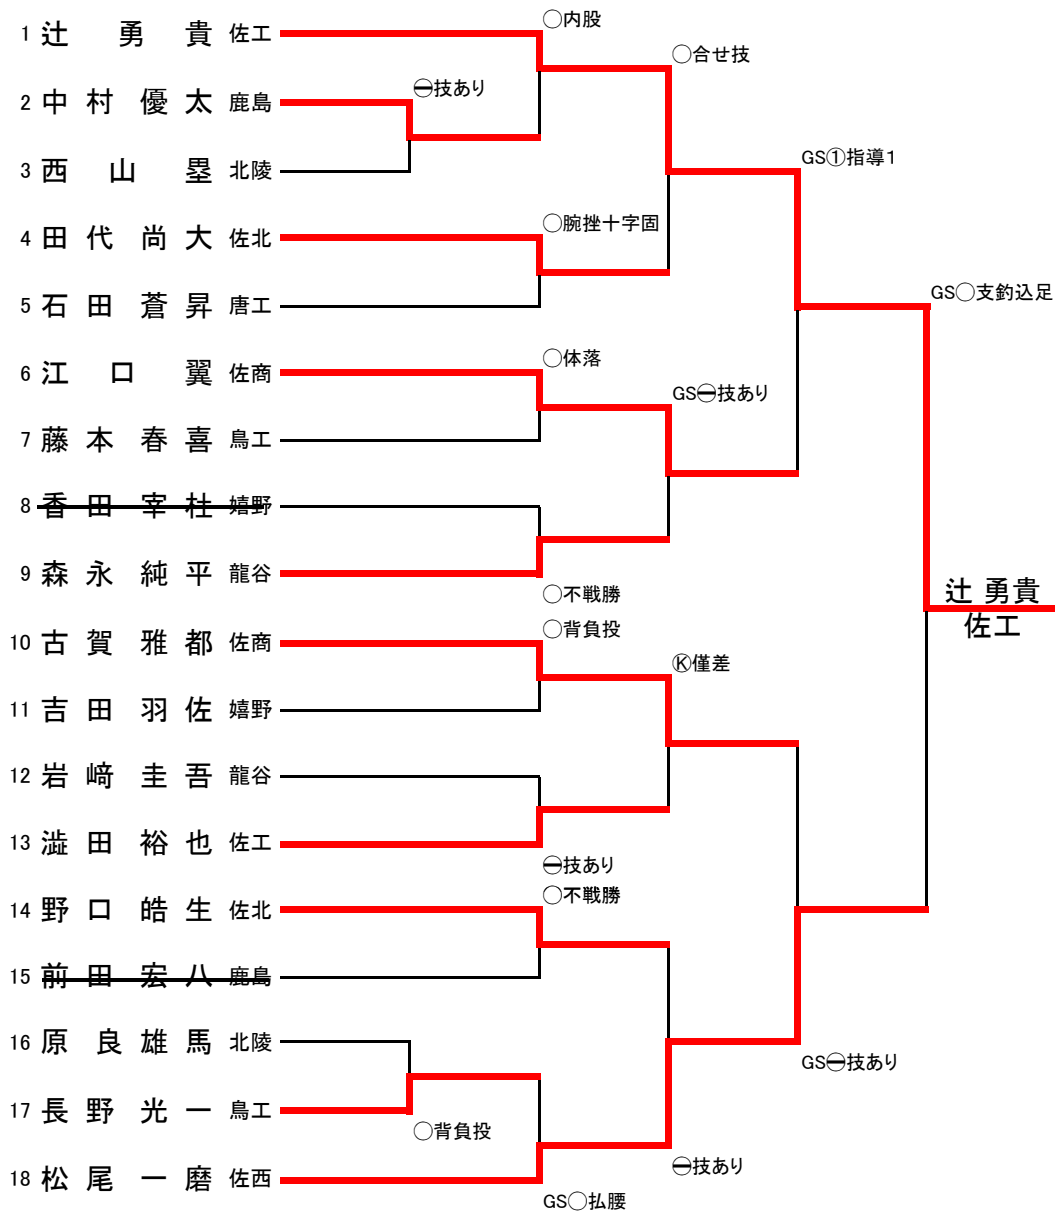 ○内股
1 辻 勇 貴 佐工
○合せ技
⊖技あり
2 中 村 優 太 鹿島
GS①指導1
3 西 山 塁 北陵
○腕挫十字固
4 田 代 尚 大 佐北
GS○支釣込足
5 石 田 蒼 昇 唐工
○体落
6 江 口 翼 佐商
GS⊖技あり
7 藤 本 春 喜 鳥工
8 香 田 宰 杜 嬉野
9 森 永 純 平 龍谷
○不戦勝
辻 勇貴
佐工
○背負投
10 古 賀 雅 都 佐商
Ⓚ僅差
11 吉 田 羽 佐 嬉野
12 岩 﨑 圭 吾 龍谷
13 澁 田 裕 也 佐工
⊖技あり
○不戦勝
14 野 口 皓 生 佐北
15 前 田 宏 八 鹿島
16 原 良 雄 馬 北陵
GS⊖技あり
17 長 野 光 一 鳥工
○背負投
⊖技あり
18 松 尾 一 磨 佐西
GS○払腰